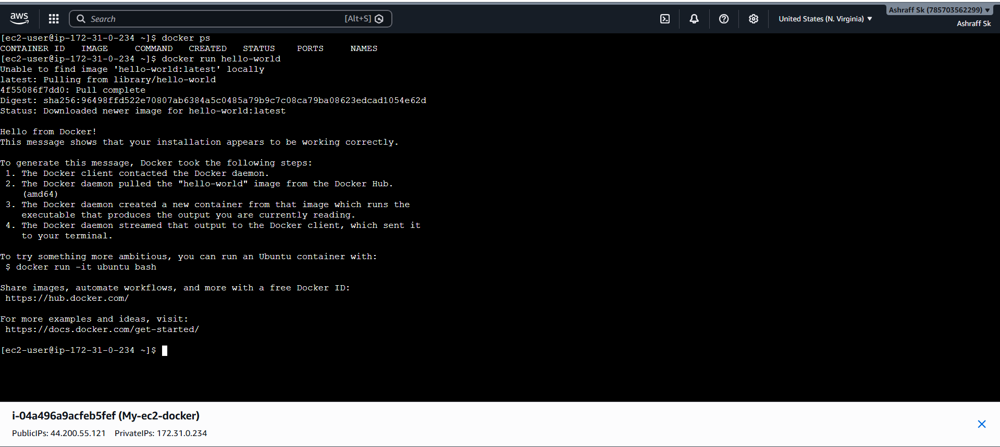 aws
Search [Alt+S]
United States (N. Virginia)
Ashraff Sk (785703562299)
Ashraff Sk
[ec2-user@ip-172-31-0-234 ~]$ docker ps
CONTAINER ID   IMAGE     COMMAND   CREATED   STATUS    PORTS     NAMES
[ec2-user@ip-172-31-0-234 ~]$ docker run hello-world
Unable to find image 'hello-world:latest' locally
latest: Pulling from library/hello-world
4f55086f7dd0: Pull complete
Digest: sha256:96498ffd522e70807ab6384a5c0485a79b9c7c08ca79ba08623edcad1054e62d
Status: Downloaded newer image for hello-world:latest
Hello from Docker!
This message shows that your installation appears to be working correctly.
To generate this message, Docker took the following steps:
 1. The Docker client contacted the Docker daemon.
 2. The Docker daemon pulled the "hello-world" image from the Docker Hub.
    (amd64)
 3. The Docker daemon created a new container from that image which runs the
    executable that produces the output you are currently reading.
 4. The Docker daemon streamed that output to the Docker client, which sent it
    to your terminal.
To try something more ambitious, you can run an Ubuntu container with:
 $ docker run -it ubuntu bash
Share images, automate workflows, and more with a free Docker ID:
 https://hub.docker.com/
For more examples and ideas, visit:
 https://docs.docker.com/get-started/
[ec2-user@ip-172-31-0-234 ~]$
i-04a496a9acfeb5fef (My-ec2-docker)
PublicIPs: 44.200.55.121 PrivateIPs: 172.31.0.234